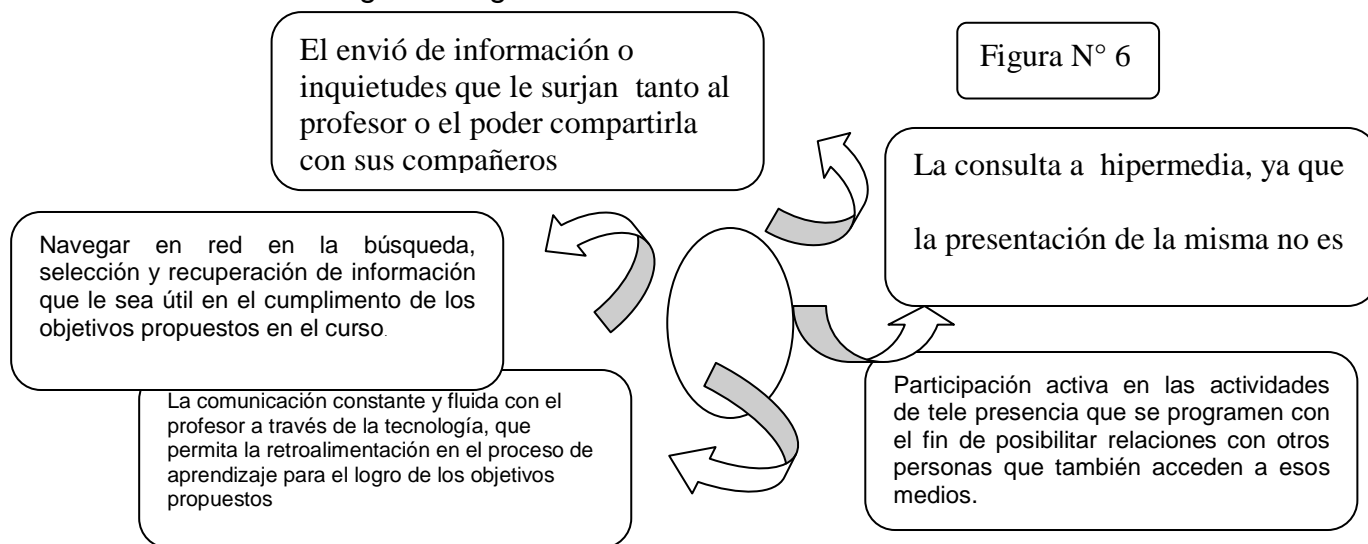 El envió de información o
inquietudes que le surjan tanto al
profesor o el poder compartirla
con sus compañeros
Figura N° 6
La consulta a hipermedia, ya que
la presentación de la misma no es
Navegar en red en la búsqueda,
selección y recuperación de información
que le sea útil en el cumplimento de los
objetivos propuestos en el curso.
La comunicación constante y fluida con el
profesor a través de la tecnología, que
permita la retroalimentación en el proceso de
aprendizaje para el logro de los objetivos
propuestos
Participación activa en las actividades
de tele presencia que se programen con
el fin de posibilitar relaciones con otros
personas que también acceden a esos
medios.